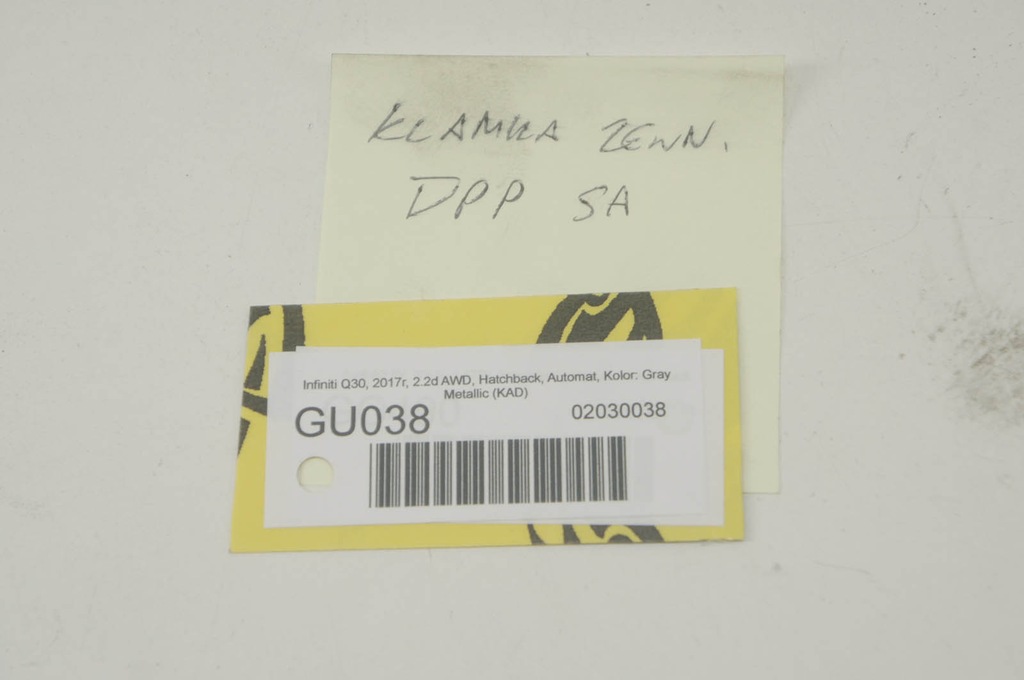 KLAMKA ZEWN.
DPP SA
Infiniti Q30, 2017r, 2.2d AWD, Hatchback, Automat, Kolor: Gray
Metallic (KAD)
GU038 02030038